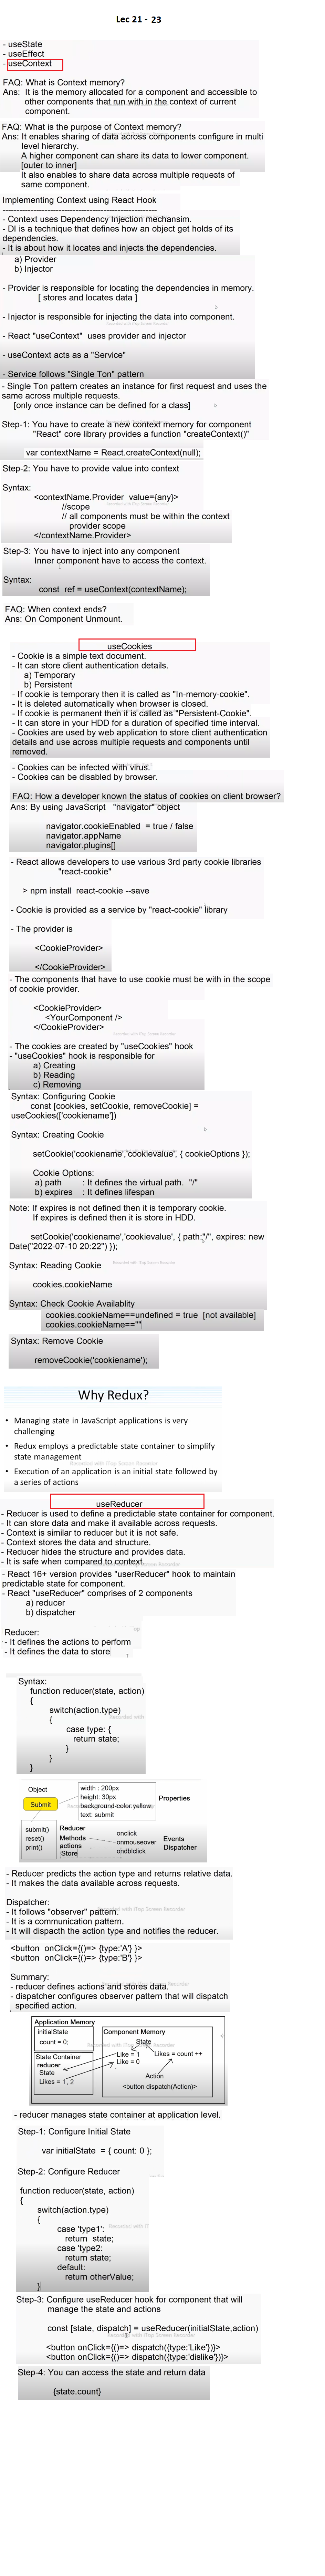 Lec 21 - 23
- useState
- useEffect
- useContext
FAQ: What is Context memory?
Ans: It is the memory allocated for a component and accessible to
other components that run with in the context of current
component.
FAQ: What is the purpose of Context memory?
Ans: It enables sharing of data across components configure in multi
level hierarchy.
A higher component can share its data to lower component.
[outer to inner]
It also enables to share data across multiple requests of
same component.
Implementing Context using React Hook
------------------------------------------------------
- Context uses Dependency Injection mechansim.
- DI is a technique that defines how an object get holds of its
dependencies.
- It is about how it locates and injects the dependencies.
a) Provider
b) Injector
- Provider is responsible for locating the dependencies in memory.
[ stores and locates data ]
- Injector is responsible for injecting the data into component.
- React "useContext" uses provider and injector
- useContext acts as a "Service"
- Service follows "Single Ton" pattern
- Single Ton pattern creates an instance for first request and uses the
same across multiple requests.
[only once instance can be defined for a class]
Step-1: You have to create a new context memory for component
"React" core library provides a function "createContext()"
var contextName = React.createContext(null);
Step-2: You have to provide value into context
Syntax:
<contextName.Provider value={any}>
//scope
// all components must be within the context
provider scope
</contextName.Provider>
Step-3: You have to inject into any component
Inner component have to access the context.
Syntax:
const ref = useContext(contextName);
FAQ: When context ends?
Ans: On Component Unmount.
useCookies
- Cookie is a simple text document.
- It can store client authentication details.
a) Temporary
b) Persistent
- If cookie is temporary then it is called as "In-memory-cookie".
- It is deleted automatically when browser is closed.
- If cookie is permanent then it is called as "Persistent-Cookie"
- It can store in your HDD for a duration of specified time interval.
- Cookies are used by web application to store client authentication
details and use across multiple requests and components until
removed.
- Cookies can be infected with virus.
- Cookies can be disabled by browser.
FAQ: How a developer known the status of cookies on client browser?
Ans: By using JavaScript "navigator" object
navigator.cookieEnabled = true / false
navigator.appName
navigator.plugins[]
- React allows developers to use various 3rd party cookie libraries
"react-cookie"
> npm install react-cookie --save
- Cookie is provided as a service by "react-cookie" library
- The provider is
<CookieProvider>
</CookieProvider>
- The components that have to use cookie must be with in the scope
of cookie provider.
<CookieProvider>
<YourComponent />
</CookieProvider>
- The cookies are created by "useCookies" hook
- "useCookies" hook is responsible for
a) Creating
b) Reading
c) Removing
Syntax: Configuring Cookie
const [cookies, setCookie, removeCookie] =
useCookies(['cookiename'])
Syntax: Creating Cookie
setCookie('cookiename','cookievalue', { cookieOptions });
Cookie Options:
a) path : It defines the virtual path. "/"
b) expires : It defines lifespan
Note: If expires is not defined then it is temporary cookie.
If expires is defined then it is store in HDD.
setCookie('cookiename','cookievalue', { path:"/", expires: new
Date("2022-07-10 20:22") });
Syntax: Reading Cookie
cookies.cookieName
Syntax: Check Cookie Availablity
cookies.cookieName==undefined = true [not available]
cookies.cookieName==""
Syntax: Remove Cookie
removeCookie('cookiename');
Why Redux?
• Managing state in JavaScript applications is very
challenging
• Redux employs a predictable state container to simplify
state management
• Execution of an application is an initial state followed by
a series of actions
useReducer
- Reducer is used to define a predictable state container for component.
- It can store data and make it available across requests.
- Context is similar to reducer but it is not safe.
- Context stores the data and structure.
- Reducer hides the structure and provides data.
- It is safe when compared to context.
- React 16+ version provides "userReducer" hook to maintain
predictable state for component.
- React "useReducer" comprises of 2 components
a) reducer
b) dispatcher
Reducer:
- It defines the actions to perform
- It defines the data to store
Syntax:
function reducer(state, action)
{
switch(action.type)
{
case type: {
return state;
}
}
}
Object
Submit
width : 200px
height: 30px
background-color:yellow;
text: submit
Properties
submit()
reset()
print()
Reducer
Methods
actions
Store
onclick
onmouseover
ondblclick
Events
Dispatcher
- Reducer predicts the action type and returns relative data.
- It makes the data available across requests.
Dispatcher:
- It follows "observer" pattern.
- It is a communication pattern.
- It will dispacth the action type and notifies the reducer.
<button onClick={()=> {type:'A'} }>
<button onClick={()=> {type:'B'} }>
Summary:
- reducer defines actions and stores data.
- dispatcher configures observer pattern that will dispatch
specified action.
Application Memory
initialState
count = 0;
State Container
reducer
State
Likes = 1, 2
Component Memory
State
Like = 1
Like = 0
Likes = count ++
Action
<button dispatch(Action)>
- reducer manages state container at application level.
Step-1: Configure Initial State
var initialState = { count: 0 };
Step-2: Configure Reducer
function reducer(state, action)
{
switch(action.type)
{
case 'type1':
return state;
case 'type2:
return state;
default:
return otherValue;
}
Step-3: Configure useReducer hook for component that will
manage the state and actions
const [state, dispatch] = useReducer(initialState,action)
<button onClick={()=> dispatch({type:'Like'})}>
<button onClick={()=> dispatch({type:'dislike'})}>
Step-4: You can access the state and return data
{state.count}